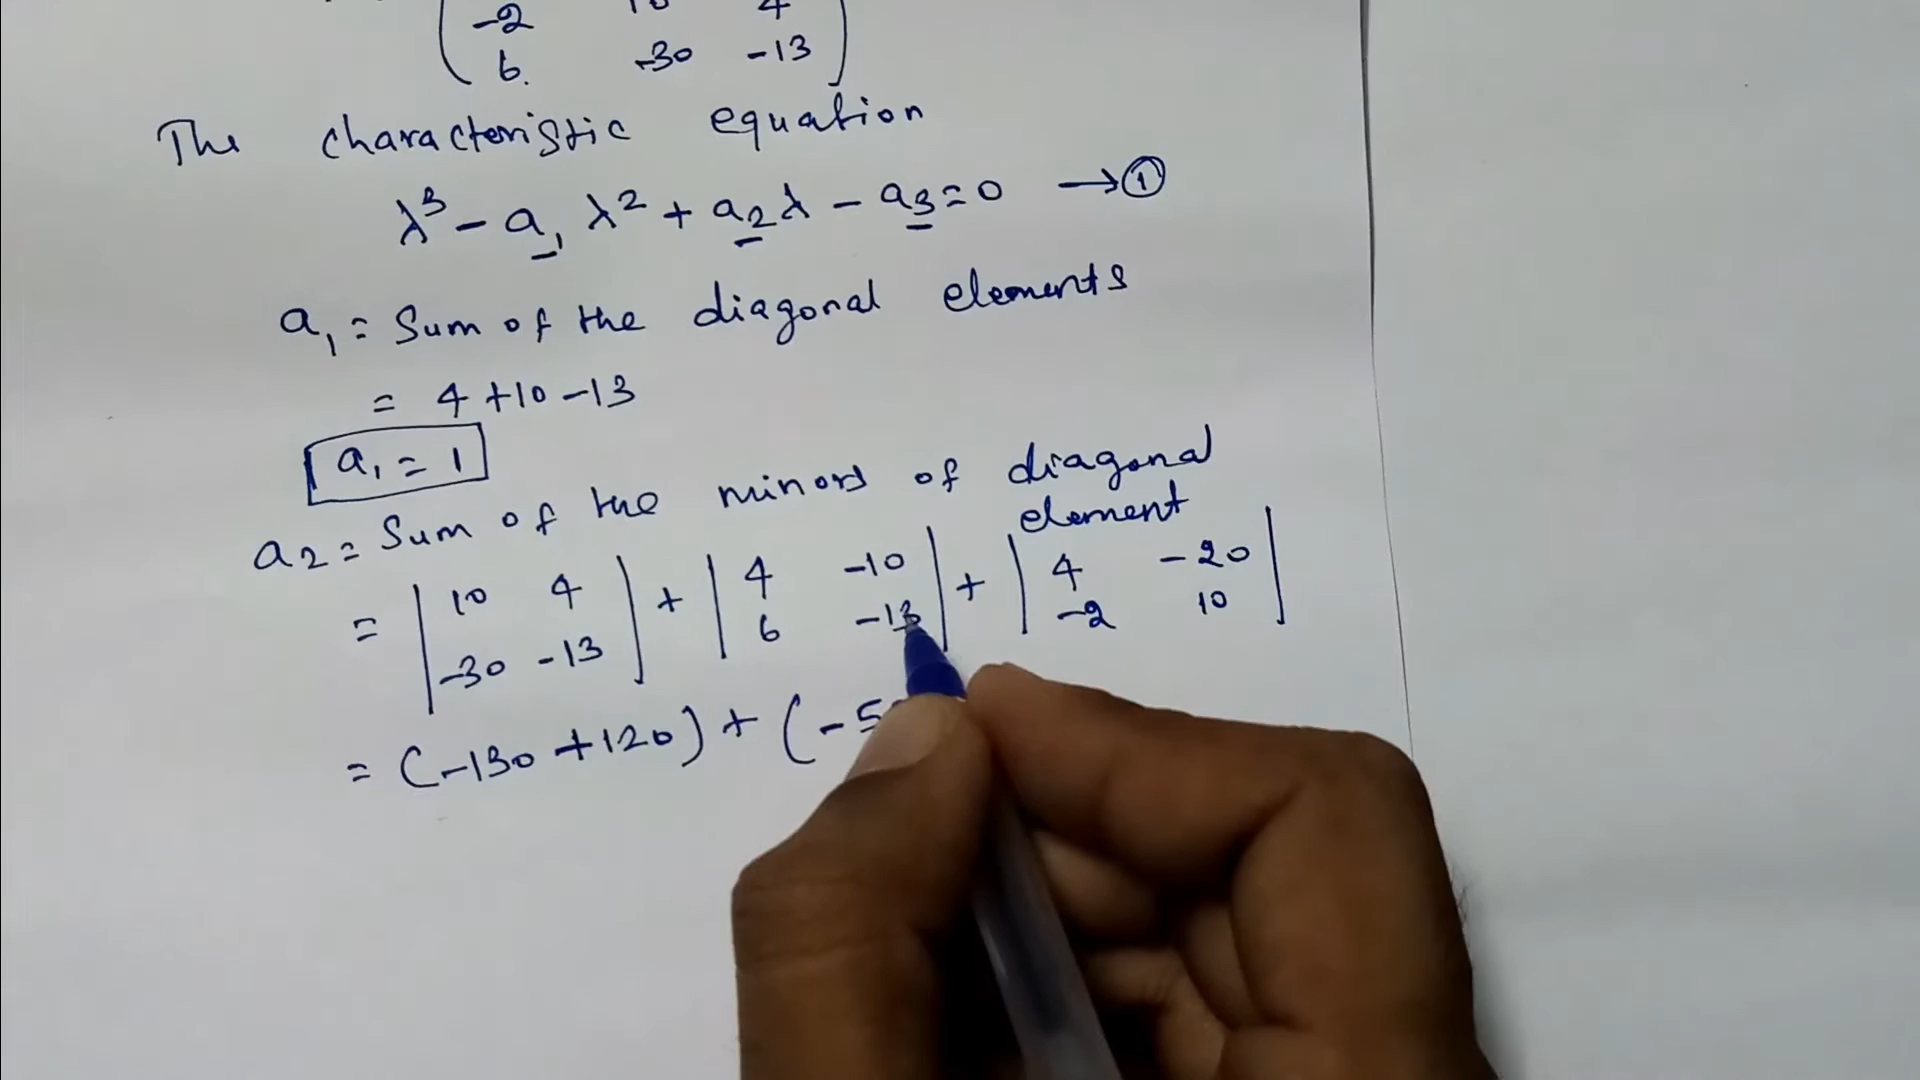 -2 10 4
6. -30 -13
The characteristic equation
λ³ - a₁ λ² + a₂ λ - a₃ = 0 → ①
a₁ = Sum of the diagonal elements
= 4 + 10 - 13
a₁ = 1
a₂ = Sum of the minors of diagonal
element
= | 10 4 | + | 4 -10 | + | 4 -20 |
| -30 -13 | | 6 -13 | | -2 10 |
= (-130 + 120) + (-5